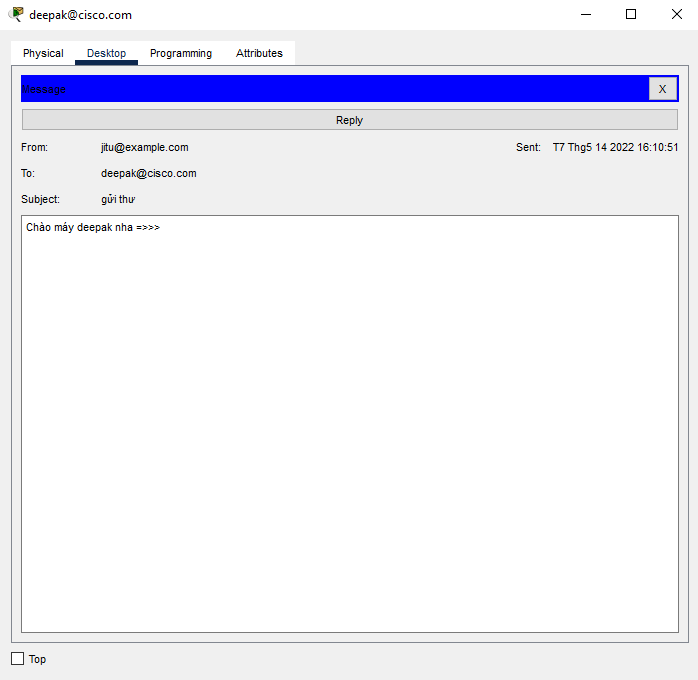 deepak@cisco.com
Physical Desktop Programming Attributes
Message X
Reply
From: jitu@example.com Sent: T7 Thg5 14 2022 16:10:51
To: deepak@cisco.com
Subject: gửi thư
Chào máy deepak nha =>>>
Top